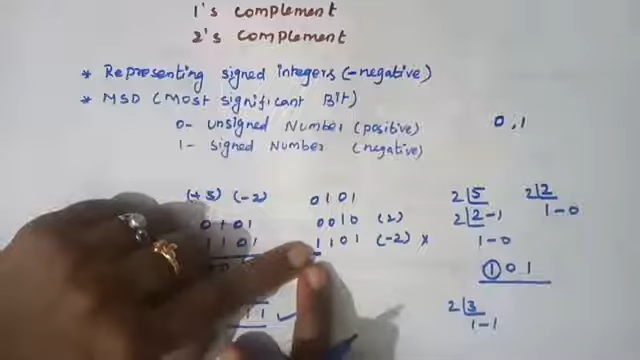 1's complement
2's complement
* Representing signed integers (-negative)
* MSD (Most significant Bit)
0- unsigned Number (positive)
1- signed Number (negative)
0,1
(+5) (-2)
0101
0101
1101
0101
0010 (2)
1101 (-2) ×
11 ✓
2|5
2|2-1
1-0
①01
2|2
1-0
2|3
1-1